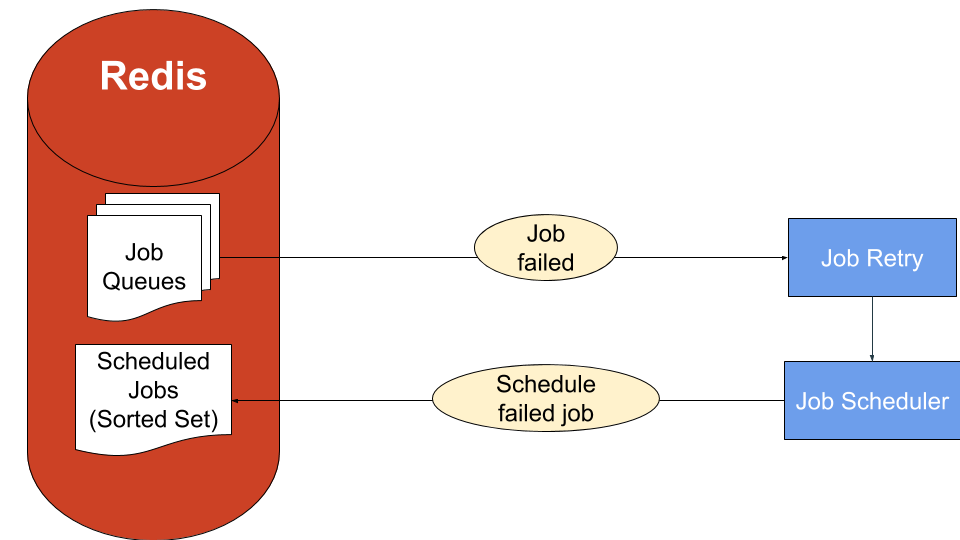 Redis
Job
Queues
Job
failed
Job Retry
Scheduled
Jobs
(Sorted Set)
Schedule
failed job
Job Scheduler